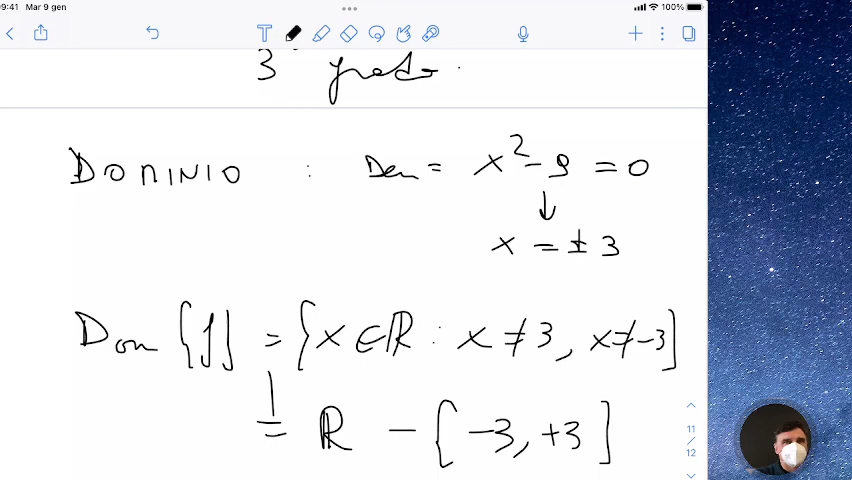 09:41 Mar 9 gen 100%
3° grado.
DOMINIO : Den = x² - 9 = 0
↓
x = ± 3
Dom {f} = {x ∈ ℝ : x ≠ 3, x ≠ -3}
= ℝ - {-3, +3}
11
/
12